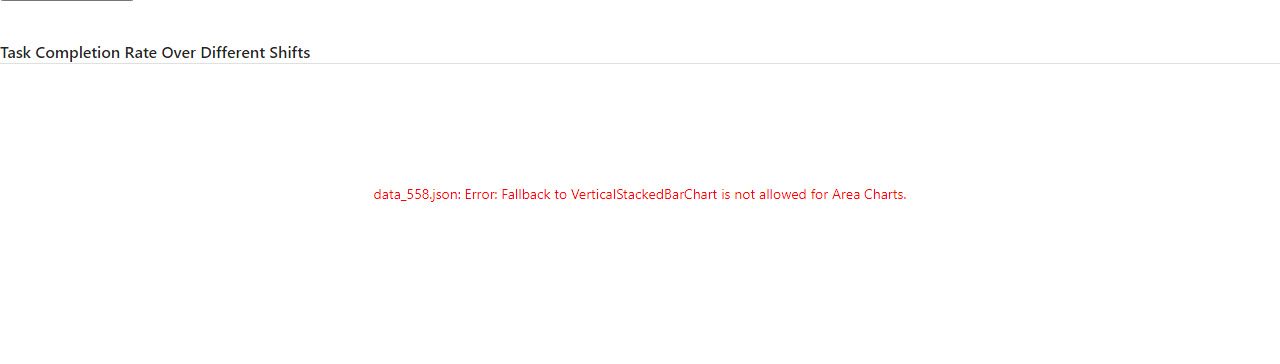 Task Completion Rate Over Different Shifts
data_558.json: Error: Fallback to VerticalStackedBarChart is not allowed for Area Charts.